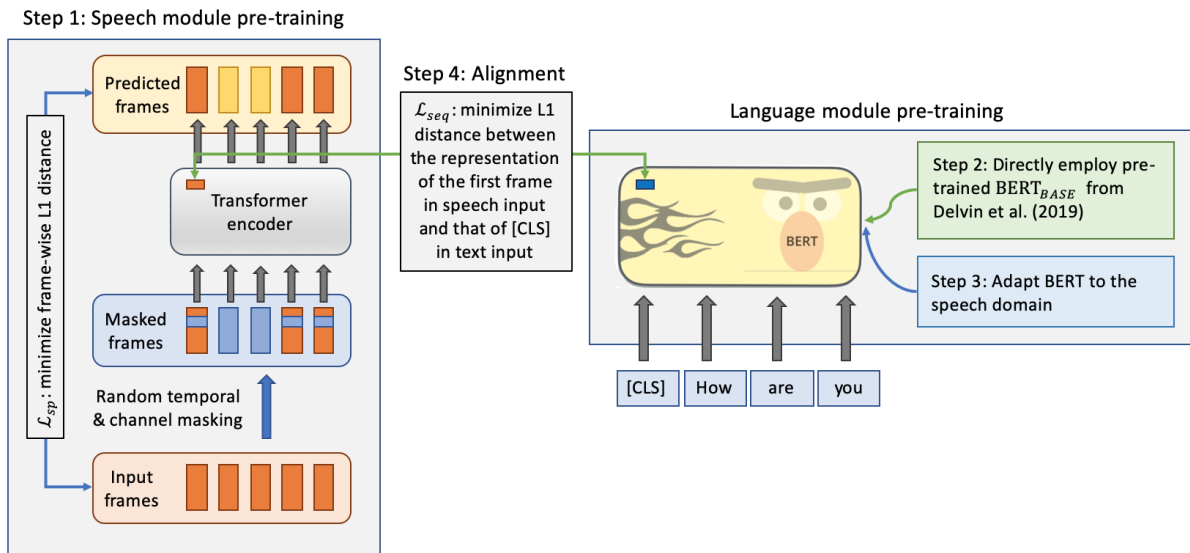 Step 1: Speech module pre-training
Predicted
frames
Transformer
encoder
Masked
frames
Random temporal
& channel masking
Input
frames
ℒ_sp: minimize frame-wise L1 distance
Step 4: Alignment
ℒ_seq: minimize L1
distance between
the representation
of the first frame
in speech input
and that of [CLS]
in text input
Language module pre-training
BERT
Step 2: Directly employ pre-
trained BERT_BASE from
Delvin et al. (2019)
Step 3: Adapt BERT to the
speech domain
[CLS] How are you